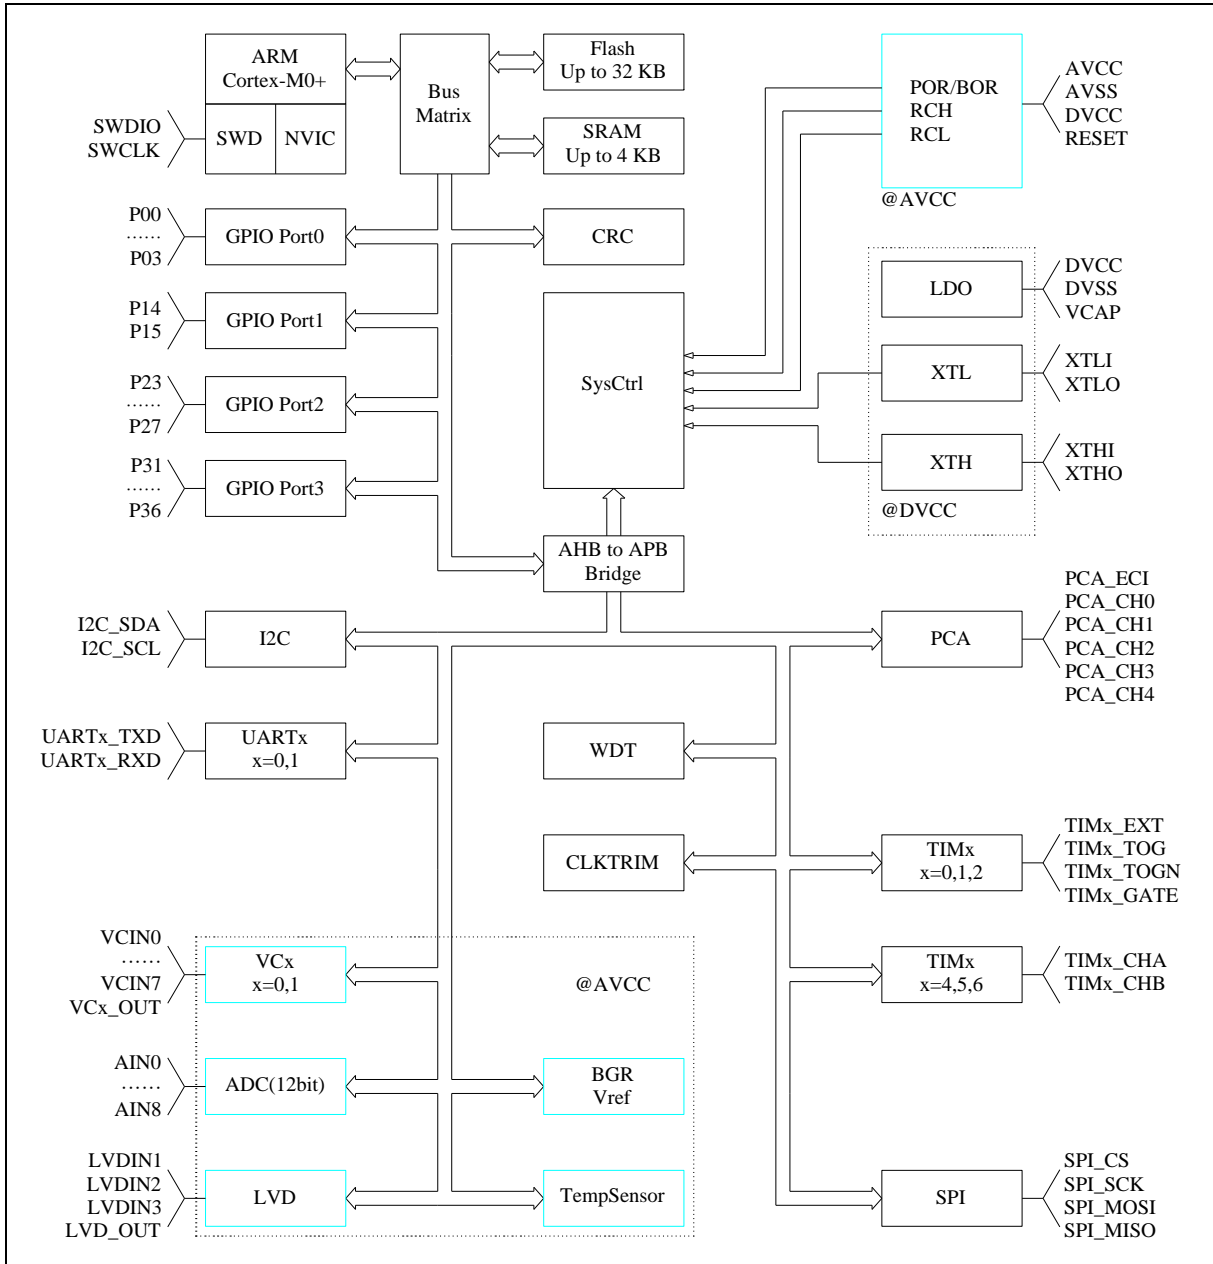 ARM
Cortex-M0+
SWD
NVIC
SWDIO
SWCLK
Bus
Matrix
Flash
Up to 32 KB
SRAM
Up to 4 KB
POR/BOR
RCH
RCL
@AVCC
AVCC
AVSS
DVCC
RESET
P00
......
P03
GPIO Port0
CRC
P14
P15
GPIO Port1
P23
......
P27
GPIO Port2
P31
......
P36
GPIO Port3
SysCtrl
LDO
DVCC
DVSS
VCAP
XTL
XTLI
XTLO
XTH
XTHI
XTHO
@DVCC
AHB to APB
Bridge
I2C_SDA
I2C_SCL
I2C
PCA
PCA_ECI
PCA_CH0
PCA_CH1
PCA_CH2
PCA_CH3
PCA_CH4
UARTx_TXD
UARTx_RXD
UARTx
x=0,1
WDT
CLKTRIM
TIMx
x=0,1,2
TIMx_EXT
TIMx_TOG
TIMx_TOGN
TIMx_GATE
VCIN0
......
VCIN7
VCx_OUT
VCx
x=0,1
@AVCC
TIMx
x=4,5,6
TIMx_CHA
TIMx_CHB
AIN0
......
AIN8
ADC(12bit)
BGR
Vref
LVDIN1
LVDIN2
LVDIN3
LVD_OUT
LVD
TempSensor
SPI
SPI_CS
SPI_SCK
SPI_MOSI
SPI_MISO